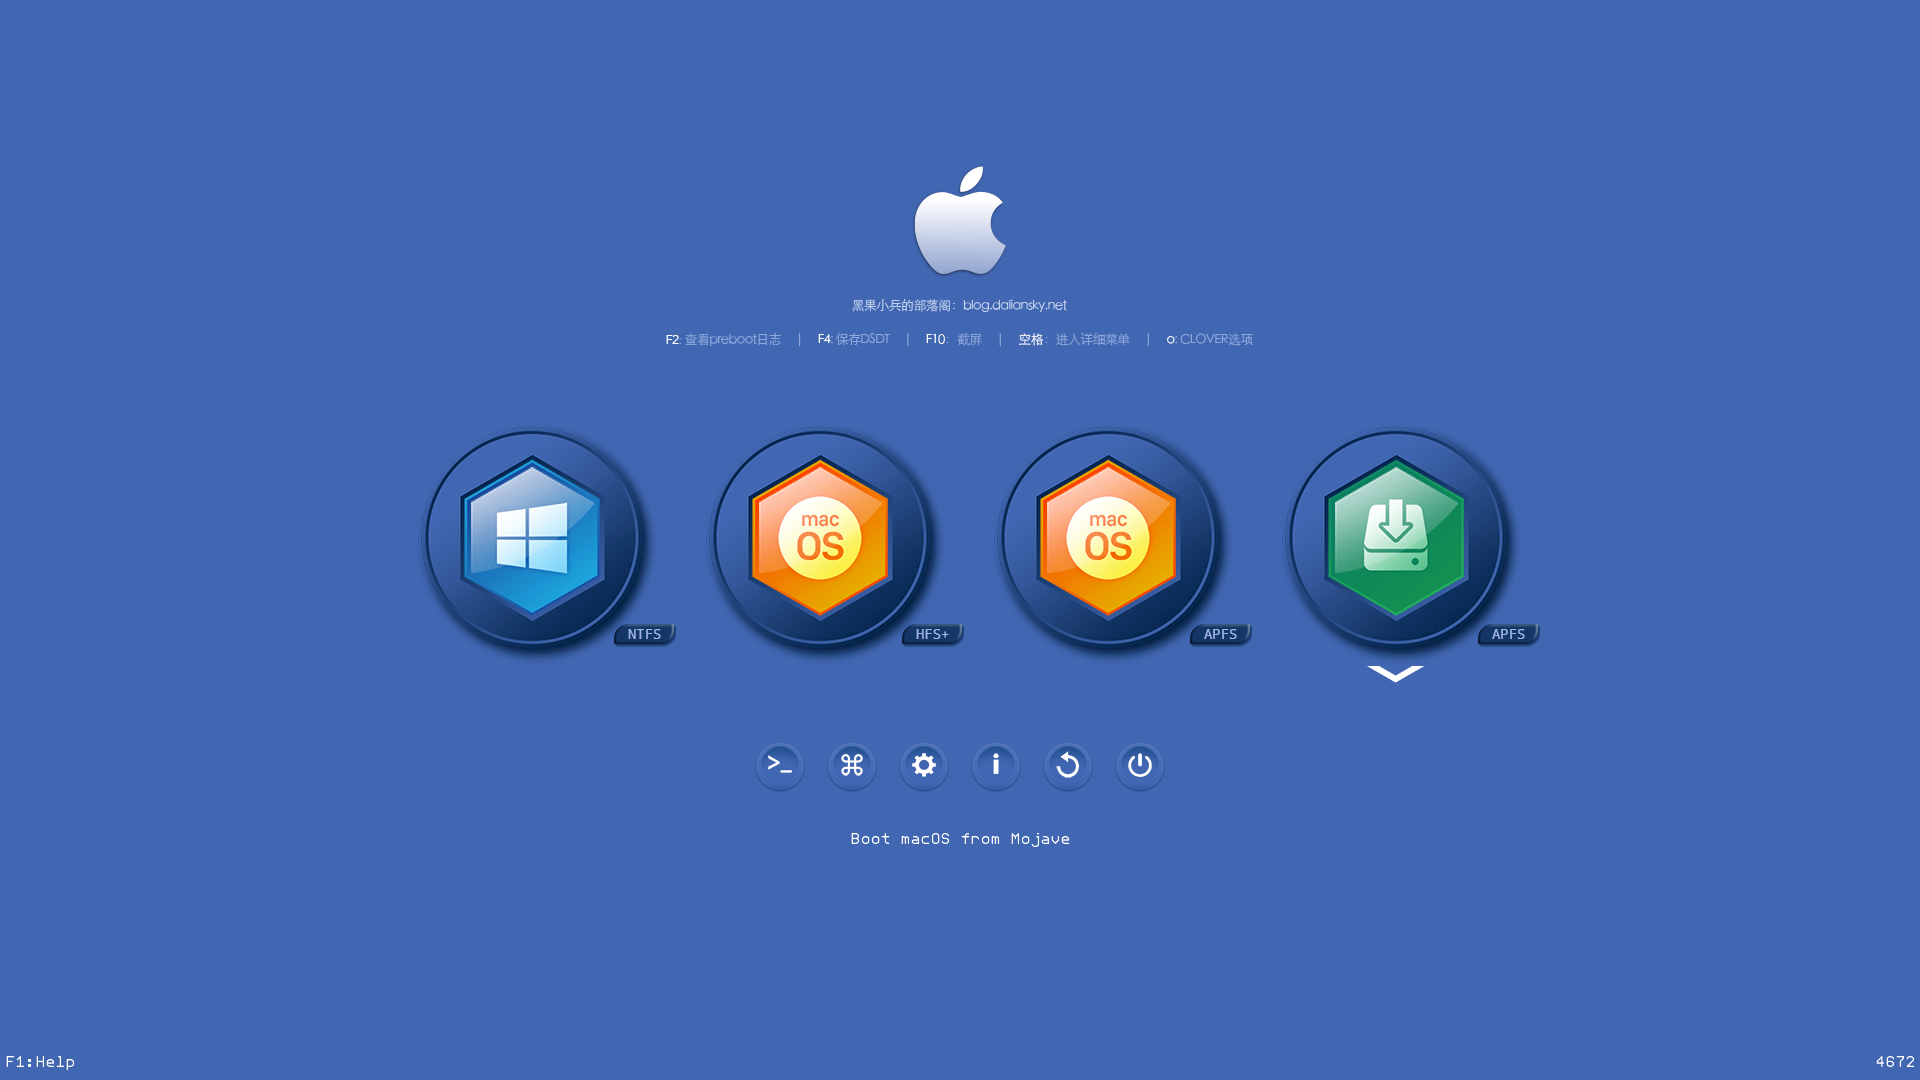 黑果小兵的部落阁：blog.daliansky.net
F2: 查看preboot日志 | F4: 保存DSDT | F10: 截屏 | 空格: 进入详细菜单 | o: CLOVER选项
mac OS
mac OS
NTFS
HFS+
APFS
APFS
Boot macOS from Mojave
F1:Help
4672